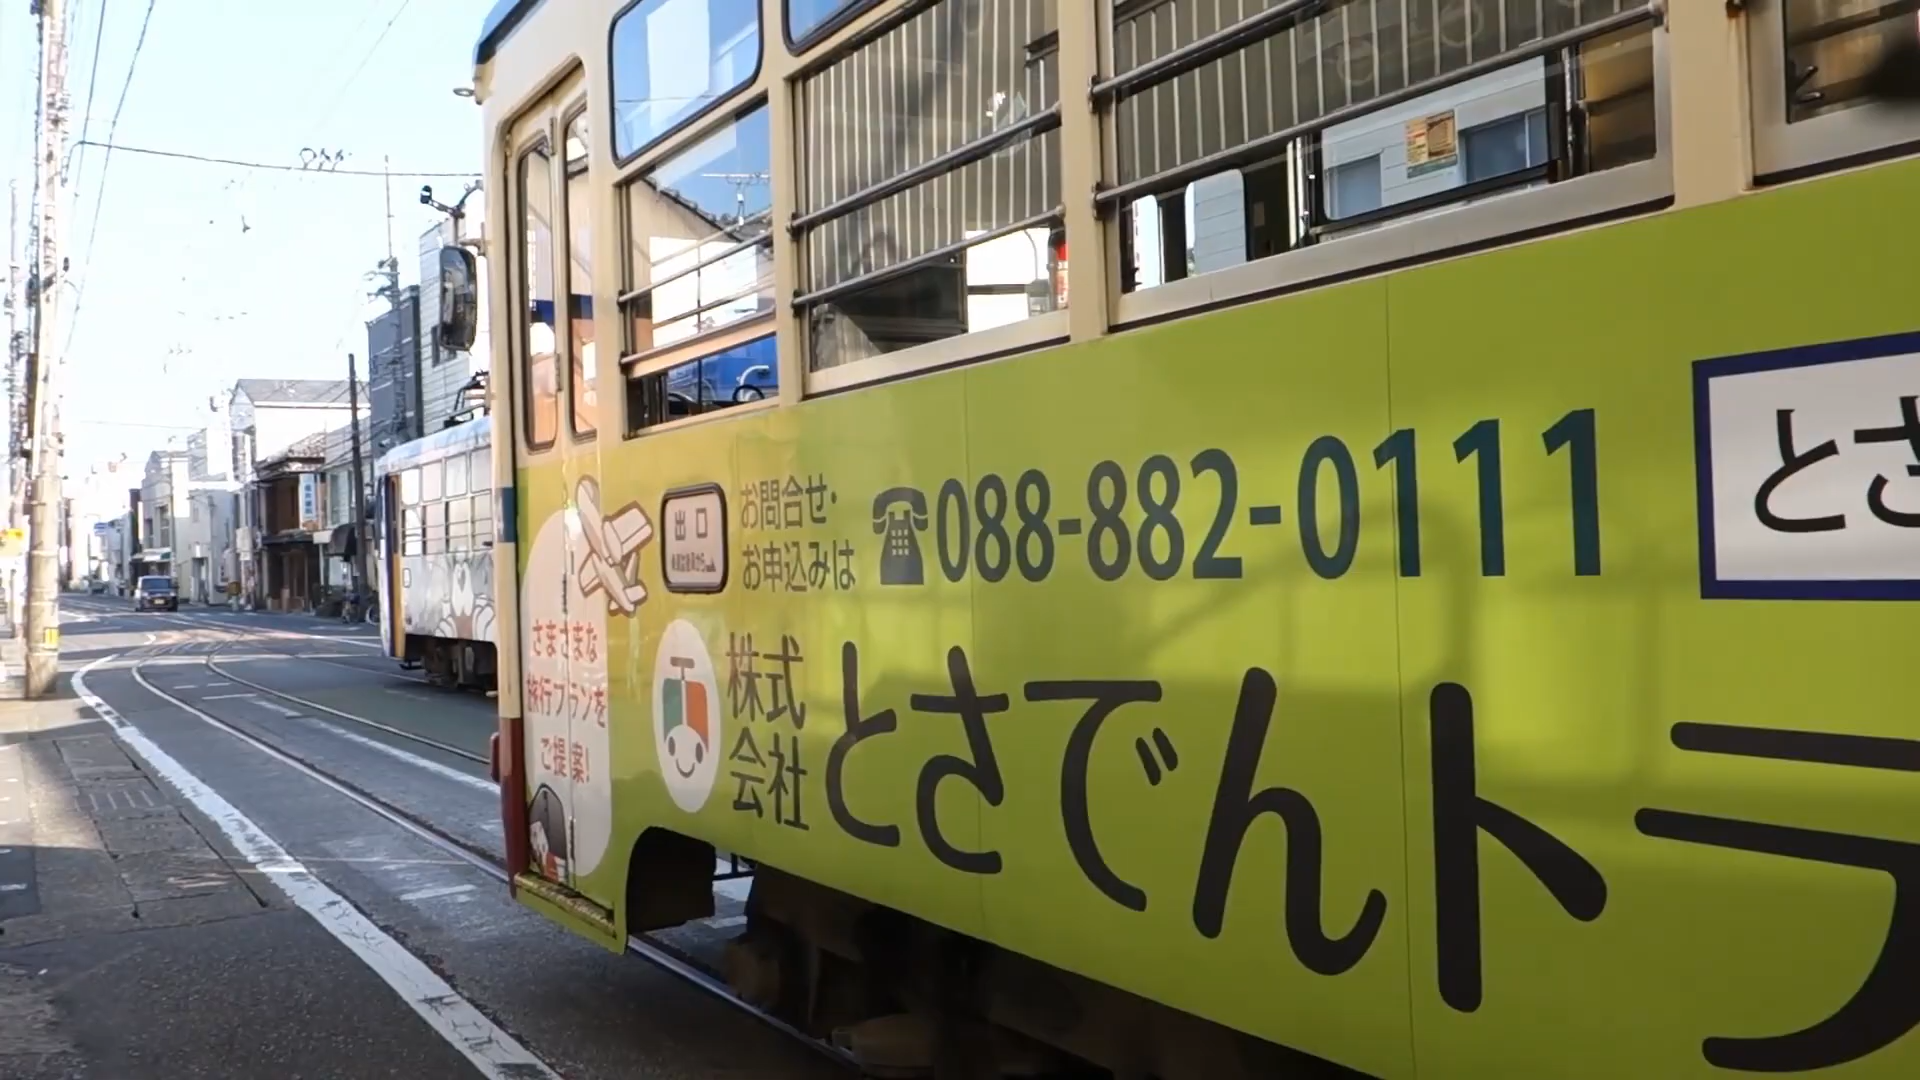 出口
お問合せ・
お申込みは
088-882-0111
とさ
さまざまな
旅行プランを
ご提案!
株式
会社
とさでんトラ